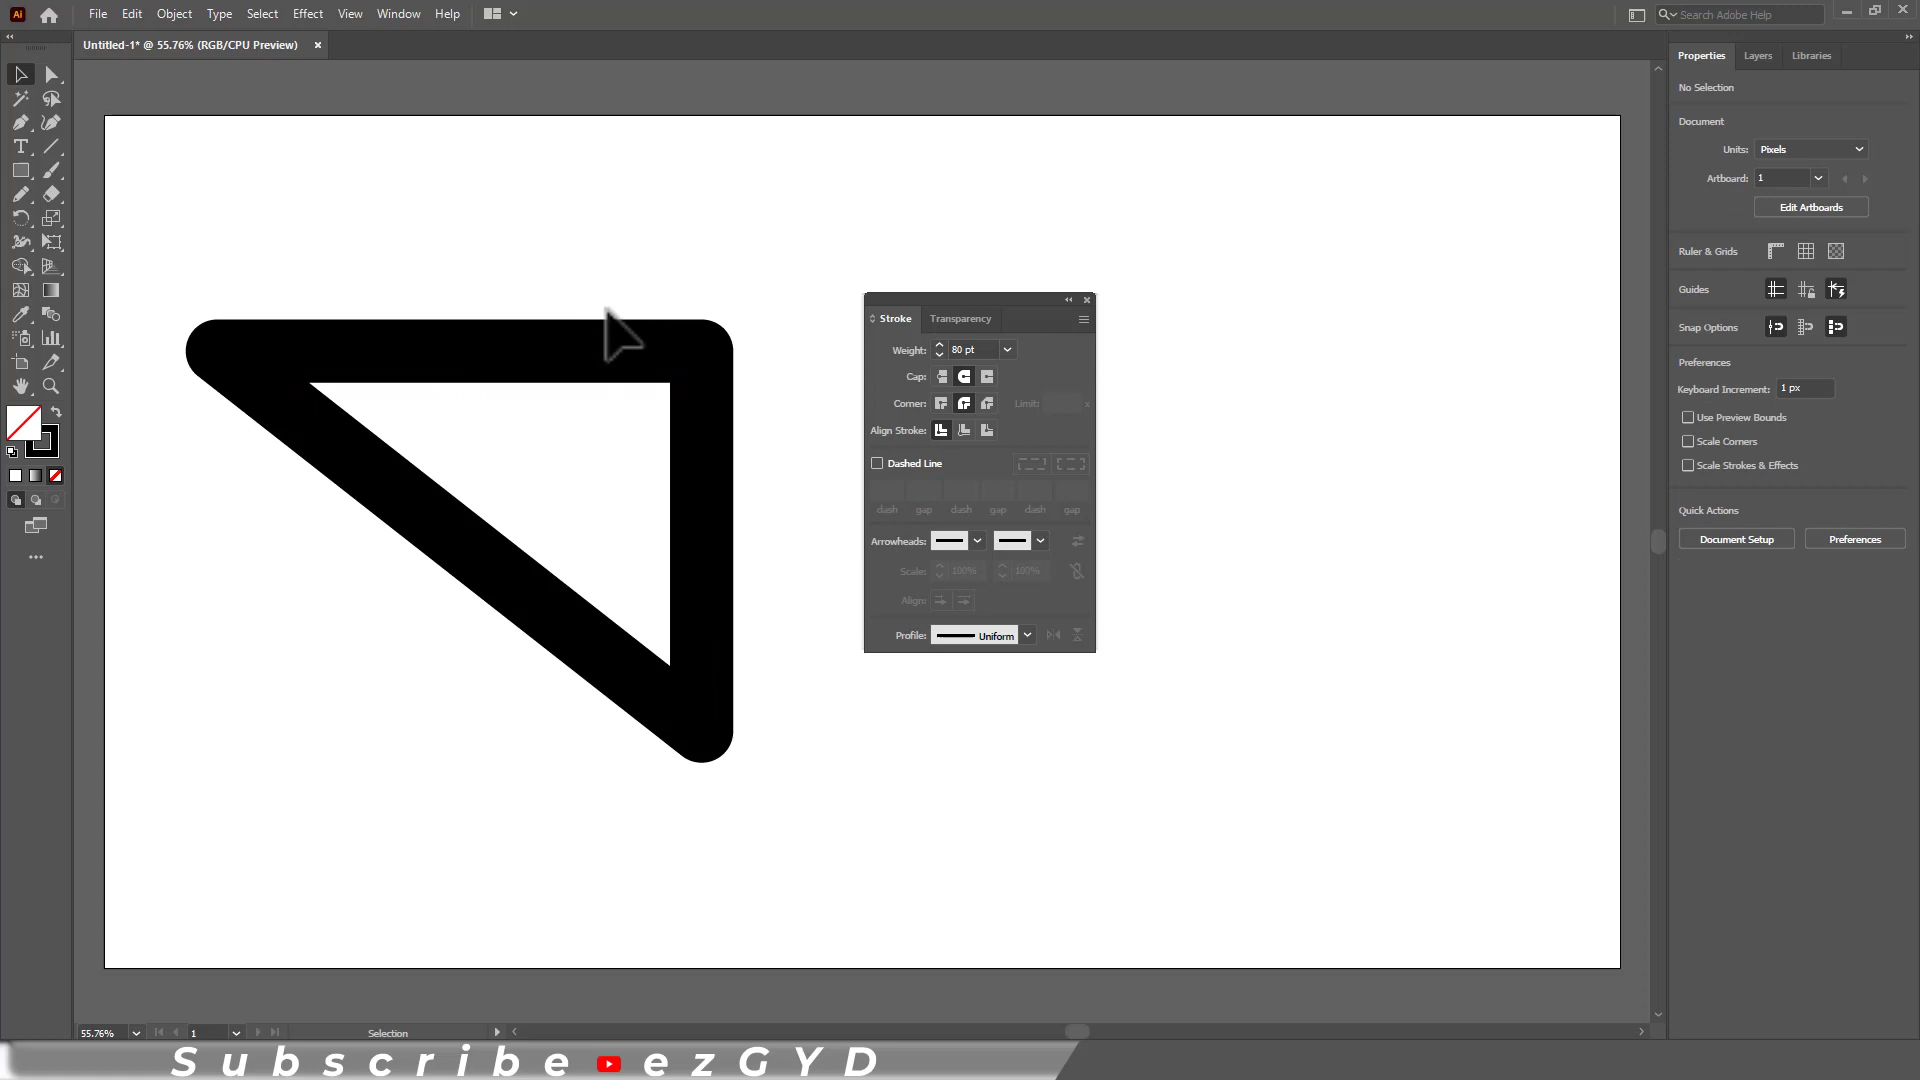 Ai File Edit Object Type Select Effect View Window Help Search Adobe Help
Untitled-1* @ 55.76% (RGB/CPU Preview)
Properties Layers Libraries
No Selection
Document
Units: Pixels
Artboard: 1
Edit Artboards
Ruler & Grids
Guides
Snap Options
Preferences
Keyboard Increment: 1 px
Use Preview Bounds
Scale Corners
Scale Strokes & Effects
Quick Actions
Document Setup Preferences
Stroke Transparency
Weight: 80 pt
Cap:
Corner: Limit: x
Align Stroke:
Dashed Line
dash gap dash gap dash gap
Arrowheads:
Scale: 100% 100%
Align:
Profile: Uniform
55.76% 1 Selection
Subscribe ezGYD